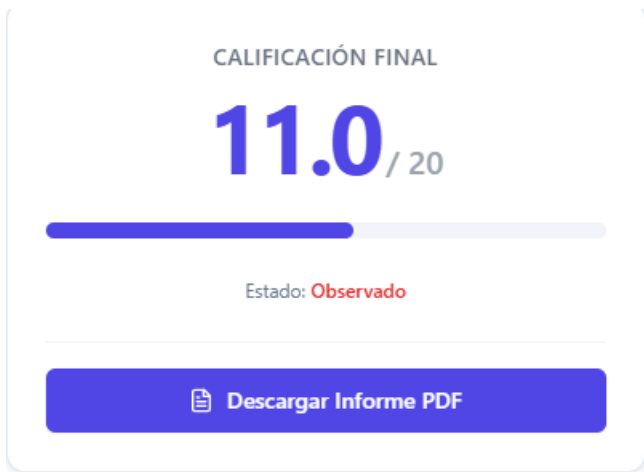 CALIFICACIÓN FINAL
11.0 / 20
Estado: Observado
Descargar Informe PDF